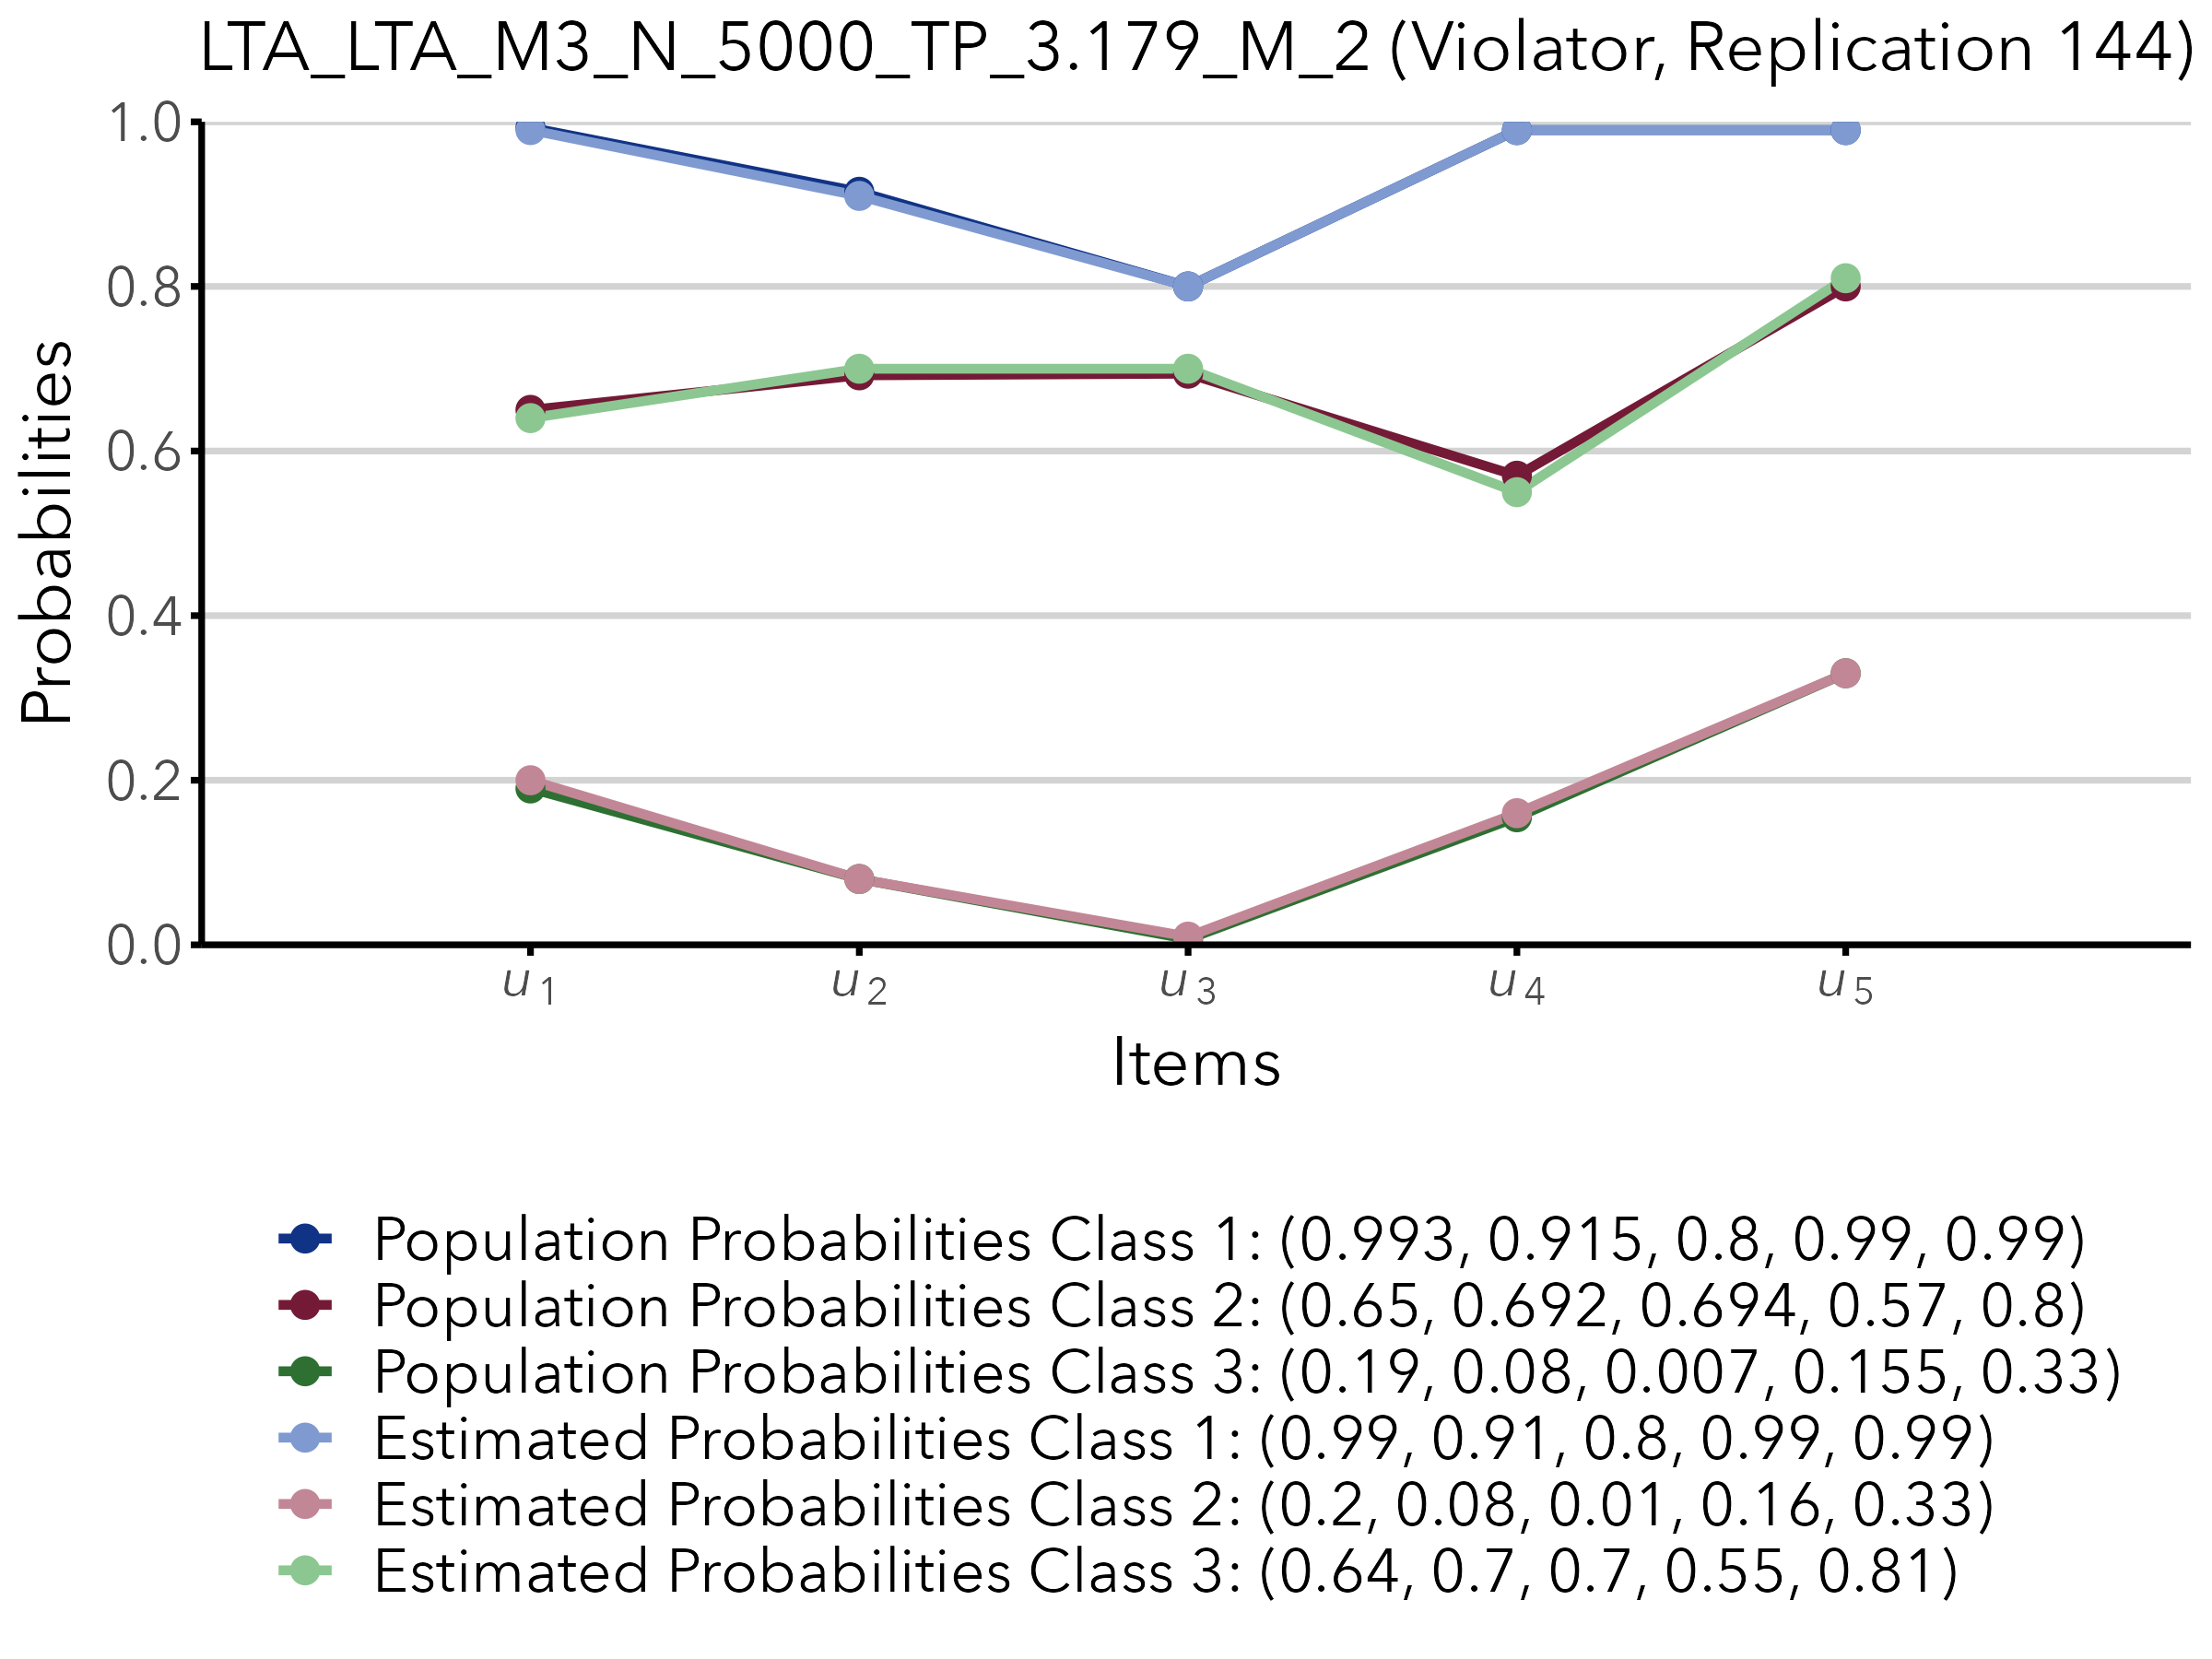 LTA_LTA_M3_N_5000_TP_3.179_M_2 (Violator, Replication 144)
1.0
0.8
0.6
0.4
0.2
0.0
Probabilities
u1 u2 u3 u4 u5
Items
Population Probabilities Class 1: (0.993, 0.915, 0.8, 0.99, 0.99)
Population Probabilities Class 2: (0.65, 0.692, 0.694, 0.57, 0.8)
Population Probabilities Class 3: (0.19, 0.08, 0.007, 0.155, 0.33)
Estimated Probabilities Class 1: (0.99, 0.91, 0.8, 0.99, 0.99)
Estimated Probabilities Class 2: (0.2, 0.08, 0.01, 0.16, 0.33)
Estimated Probabilities Class 3: (0.64, 0.7, 0.7, 0.55, 0.81)